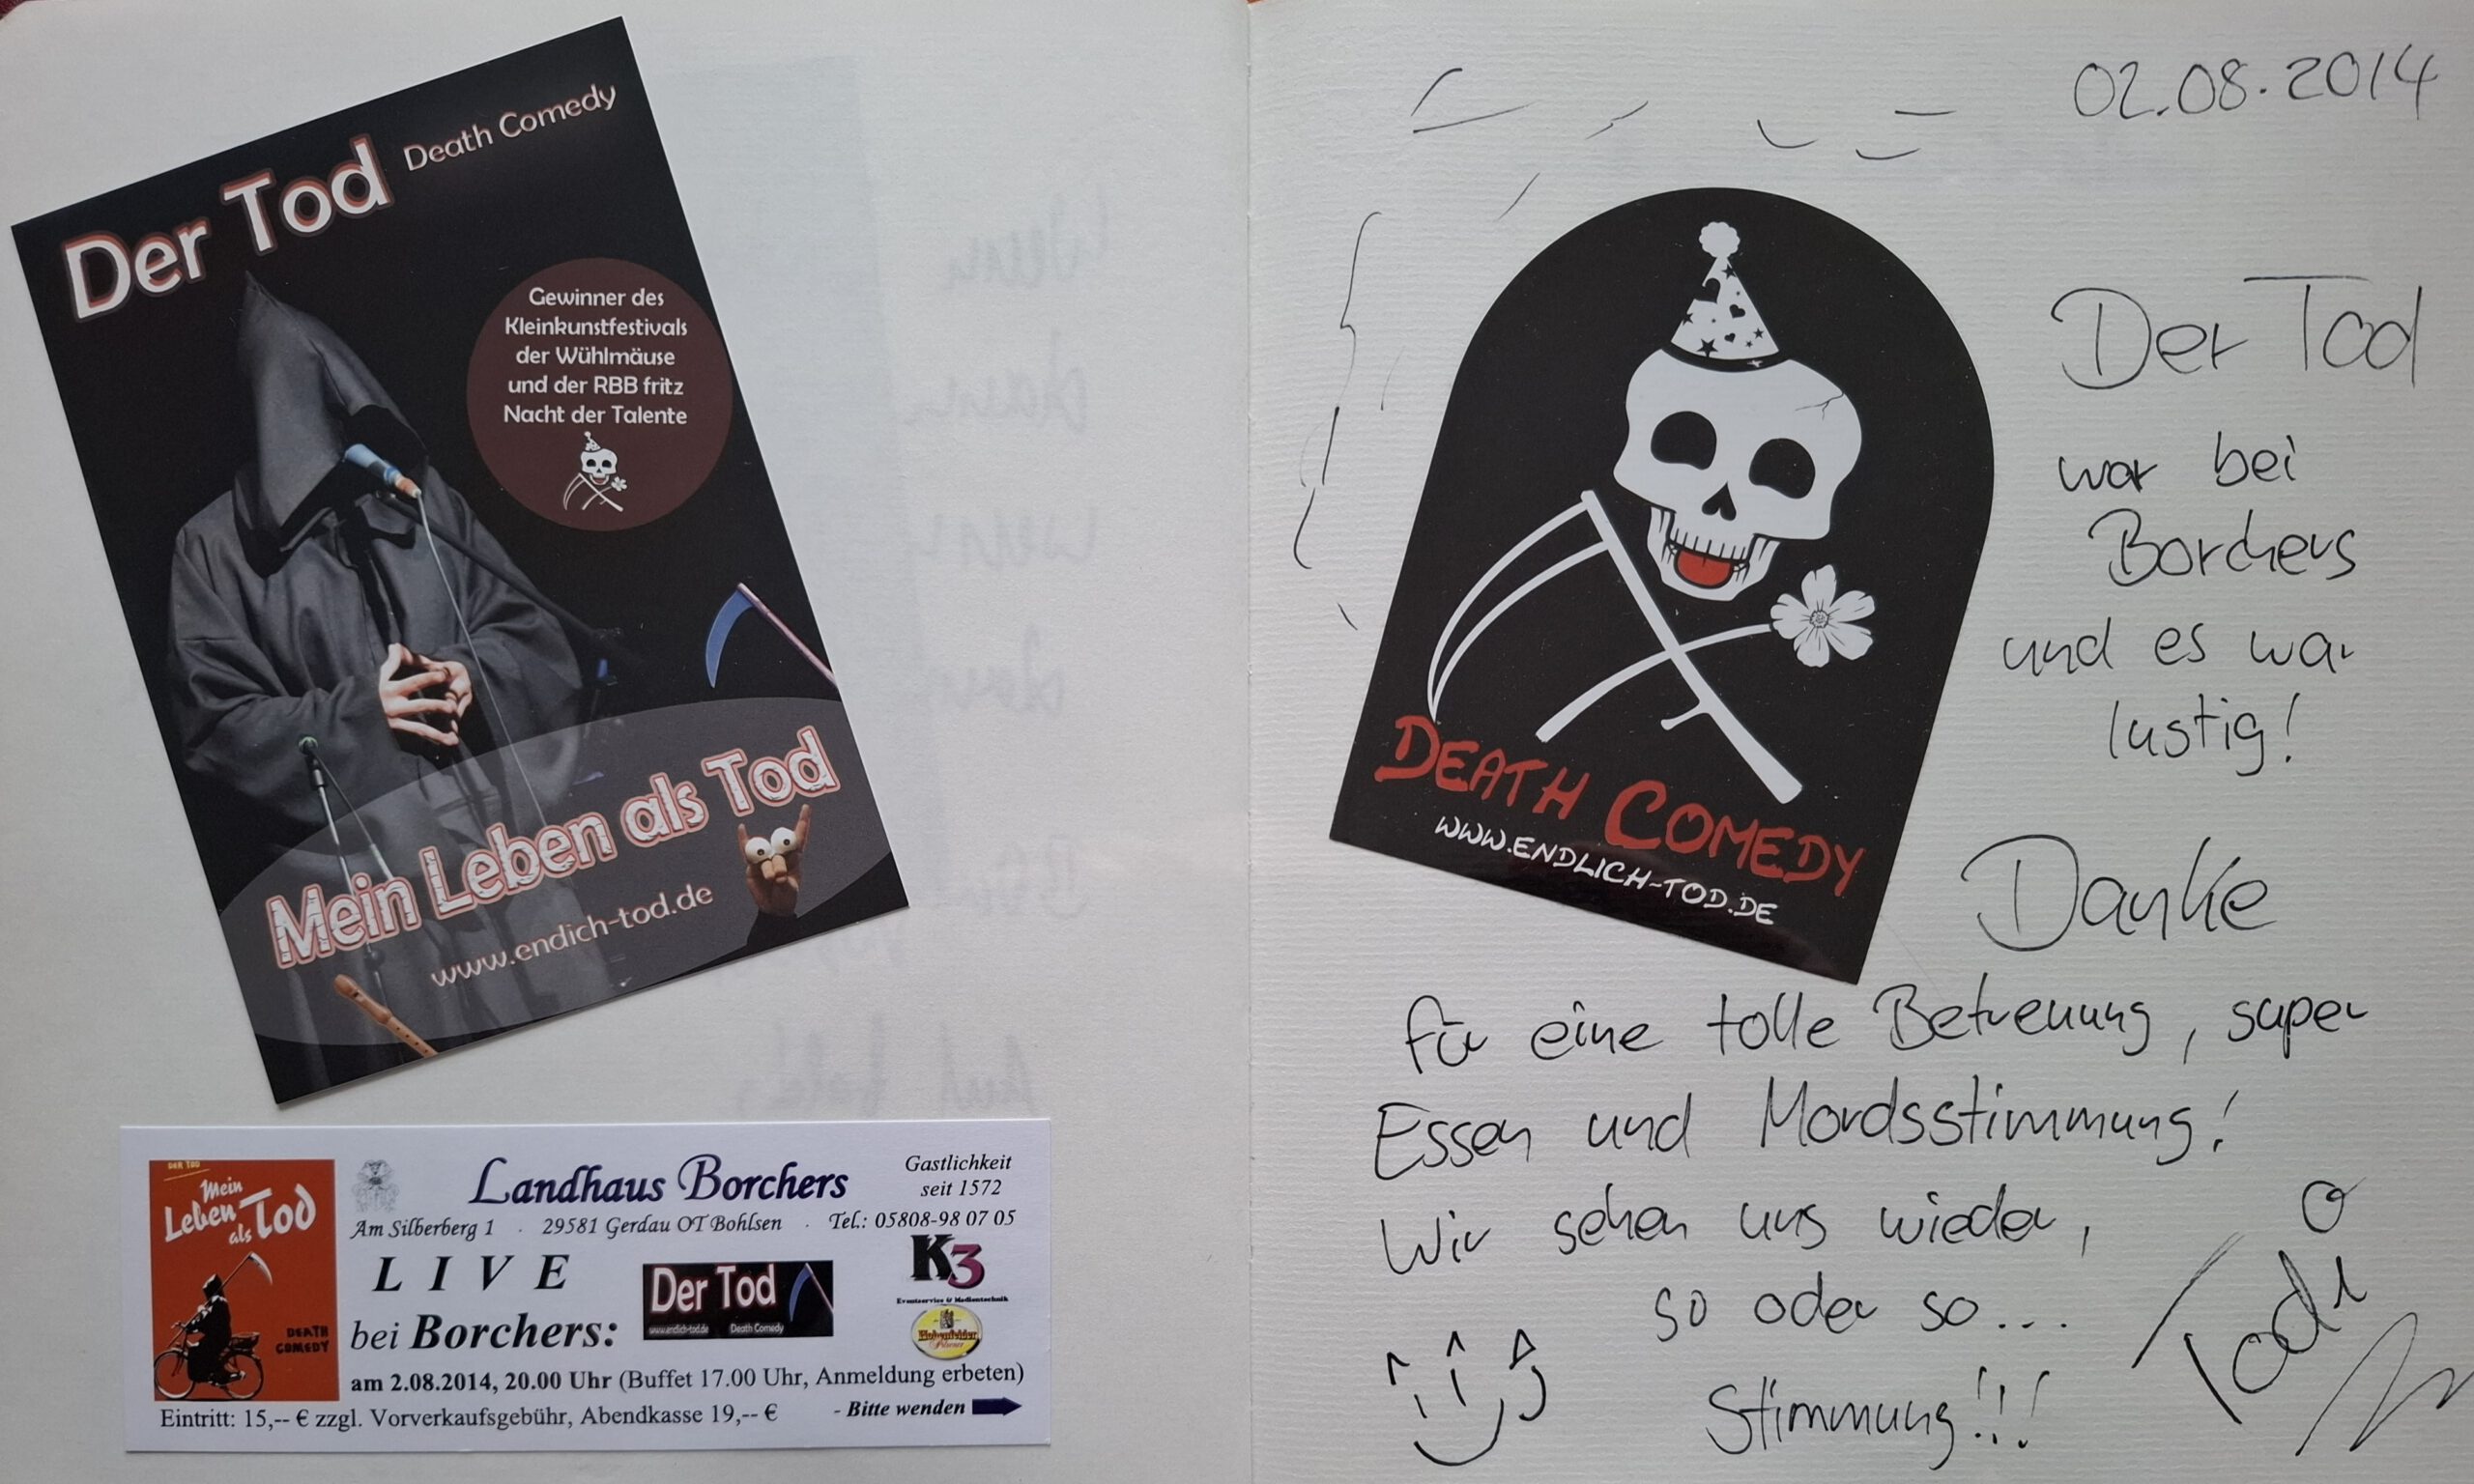 Der Tod Death Comedy
Gewinner des
Kleinkunstfestivals
der Wühlmäuse
und der RBB fritz
Nacht der Talente
Mein Leben als Tod
www.endich-tod.de
DER TOD
Mein
Leben
als Tod
DEATH
COMEDY
Landhaus Borchers
Gastlichkeit
seit 1572
Am Silberberg 1 . 29581 Gerdau OT Bohlsen . Tel.: 05808-98 07 05
LIVE
bei Borchers:
Der Tod
www.endlich-tod.de Death Comedy
K3
Eventservice & Medientechnik
Pilsener
am 2.08.2014, 20.00 Uhr (Buffet 17.00 Uhr, Anmeldung erbeten)
Eintritt: 15,-- € zzgl. Vorverkaufsgebühr, Abendkasse 19,-- €
- Bitte wenden
02.08.2014
DEATH COMEDY
WWW.ENDLICH-TOD.DE
Der Tod
war bei
Borchers
und es war
lustig!
Danke
für eine tolle Betreuung, super
Essen und Mordsstimmung!
Wir sehen uns wieder,
so oder so...
Stimmung!!!